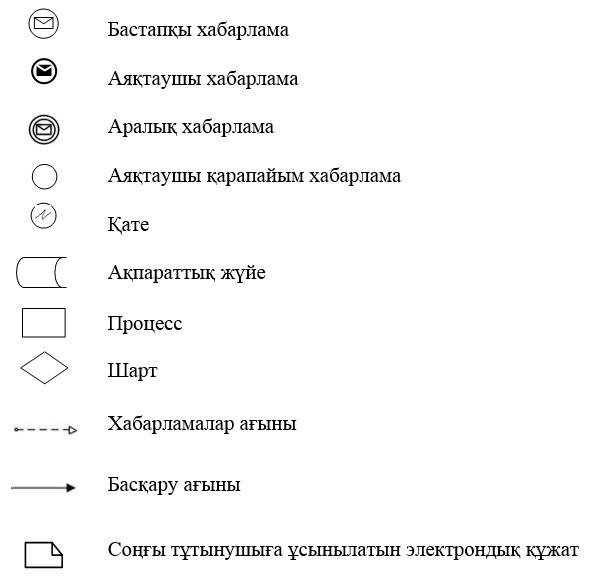 Бастапқы хабарлама
Аяқтаушы хабарлама
Аралық хабарлама
Аяқтаушы қарапайым хабарлама
Қате
Ақпараттық жүйе
Процесс
Шарт
Хабарламалар ағыны
Басқару ағыны
Соңғы тұтынушыға ұсынылатын электрондық құжат